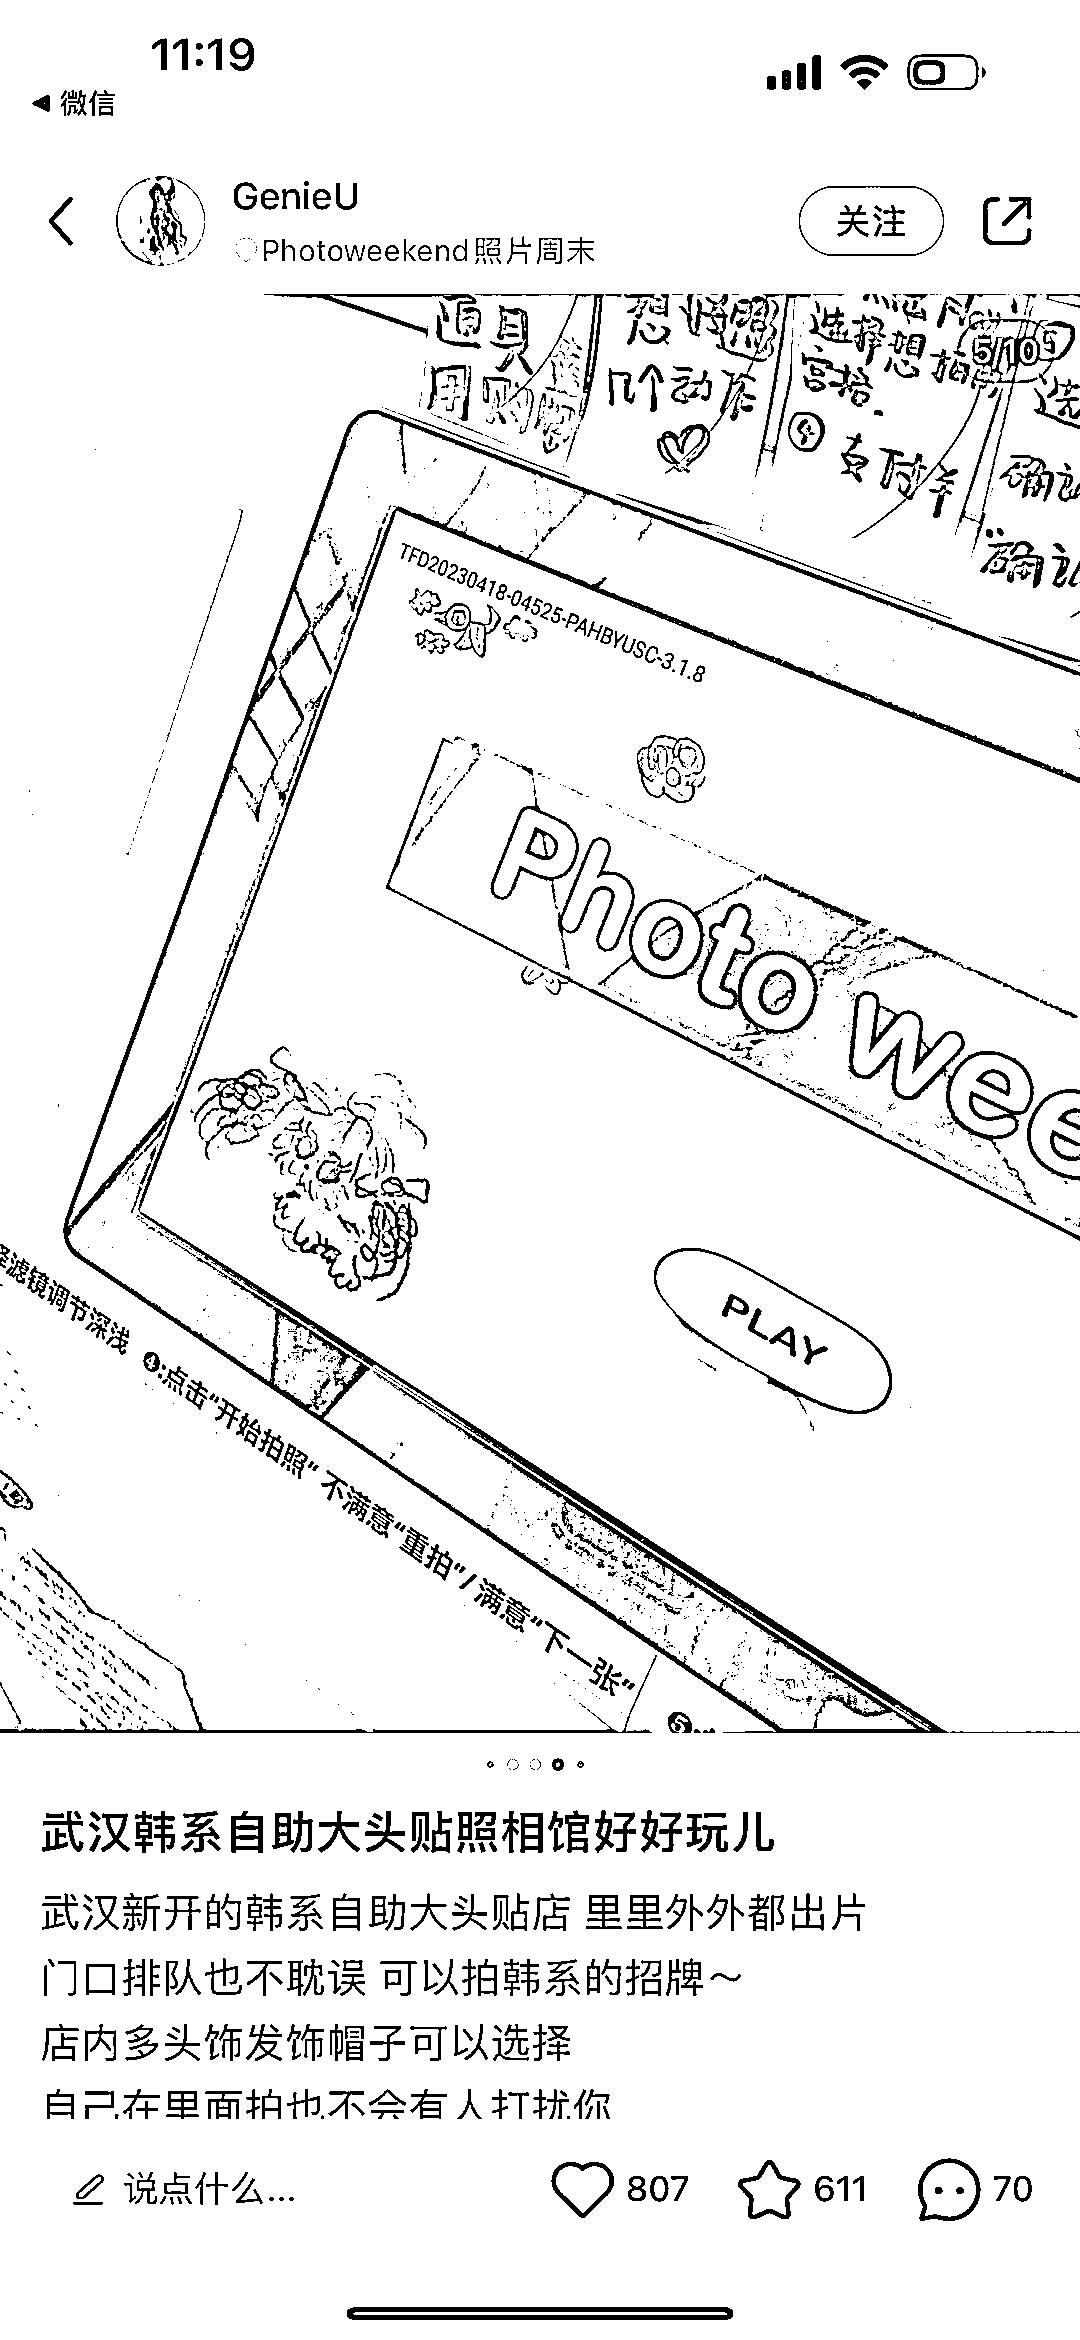 11:19
微信
GenieU
Photoweekend照片周末
关注
5/10
道具
用购
想好
几个动作
选择想拍
④支付
确认
“确认
TFD20230418-04525-PAHBYUSC-3.1.8
Photo wee
PLAY
择滤镜调节深浅 ④:点击“开始拍照” 不满意“重拍”/ 满意“下一张”
⑤
武汉韩系自助大头贴照相馆好好玩儿
武汉新开的韩系自助大头贴店 里里外外都出片
门口排队也不耽误 可以拍韩系的招牌～
店内多头饰发饰帽子可以选择
自己在里面拍也不会有人打扰你
说点什么...
807
611
70